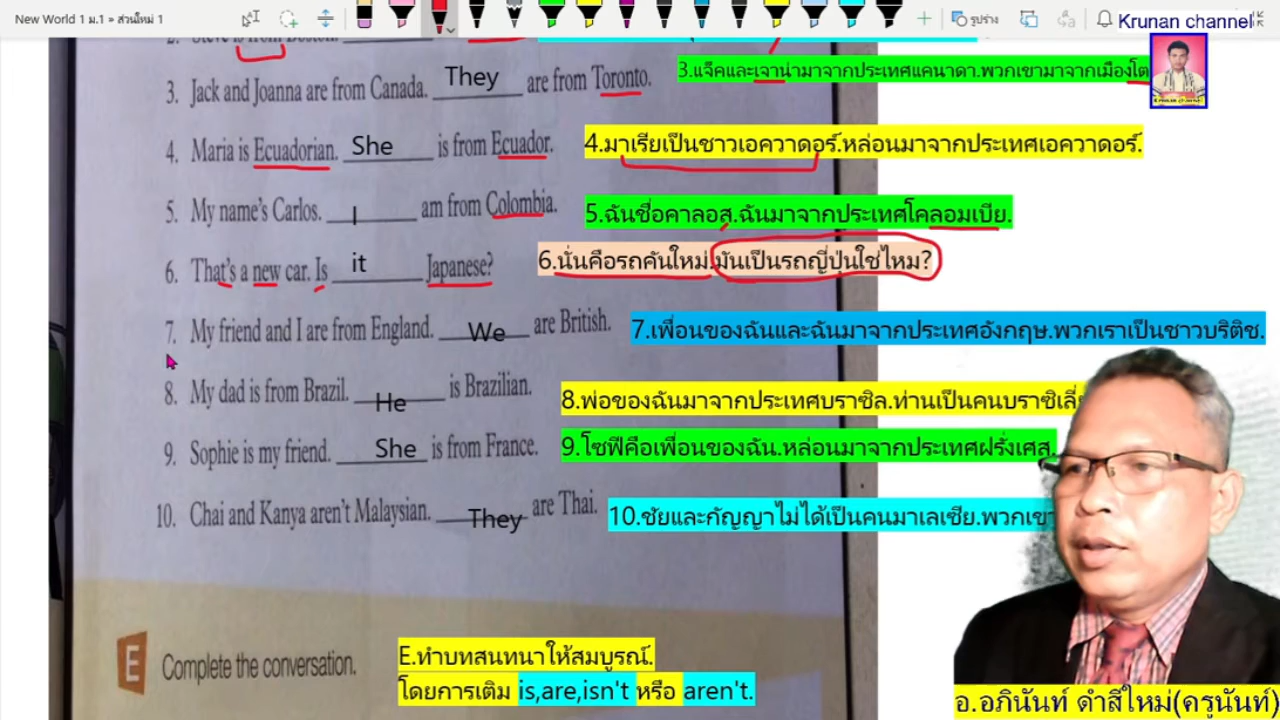 New World 1 ม.1 » ส่วนใหม่ 1
รูปร่าง
Krunan channel
3. Jack and Joanna are from Canada. They are from Toronto.
3.แจ็คและเจาน่ามาจากประเทศแคนาดา.พวกเขามาจากเมืองโต
4. Maria is Ecuadorian. She is from Ecuador.
4.มาเรียเป็นชาวเอควาดอร์.หล่อนมาจากประเทศเอควาดอร์.
5. My name's Carlos. I am from Colombia.
5.ฉันชื่อคาลอส.ฉันมาจากประเทศโคลอมเบีย.
6. That's a new car. Is it Japanese?
6.นั่นคือรถคันใหม่.มันเป็นรถญี่ปุ่นใช่ไหม?
7. My friend and I are from England. We are British.
7.เพื่อนของฉันและฉันมาจากประเทศอังกฤษ.พวกเราเป็นชาวบริติช.
8. My dad is from Brazil. He is Brazilian.
8.พ่อของฉันมาจากประเทศบราซิล.ท่านเป็นคนบราซิเลี่
9. Sophie is my friend. She is from France.
9.โซฟีคือเพื่อนของฉัน.หล่อนมาจากประเทศฝรั่งเศส.
10. Chai and Kanya aren't Malaysian. They are Thai.
10.ชัยและกัญญาไม่ได้เป็นคนมาเลเซีย.พวกเขา
E Complete the conversation.
E.ทำบทสนทนาให้สมบูรณ์.
โดยการเติม is,are,isn't หรือ aren't.
อ.อภินันท์ ดำสีใหม่(ครูนันท์)